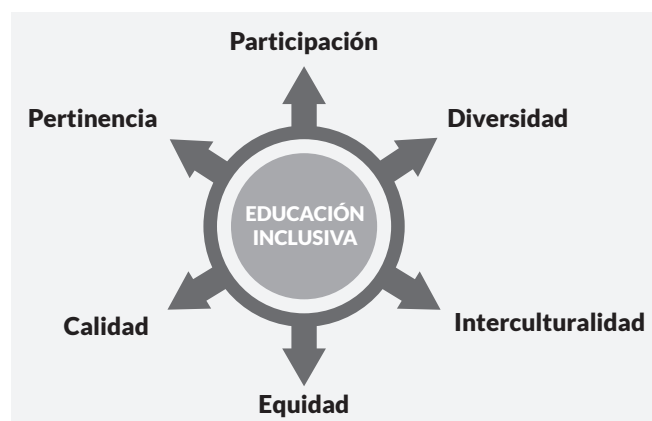 Participación
Pertinencia
Diversidad
EDUCACIÓN
INCLUSIVA
Calidad
Interculturalidad
Equidad